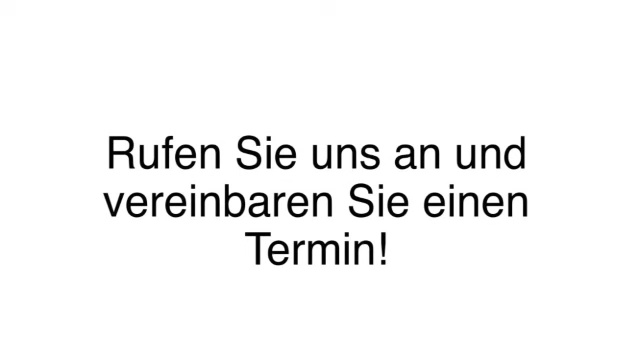 Rufen Sie uns an und
vereinbaren Sie einen
Termin!